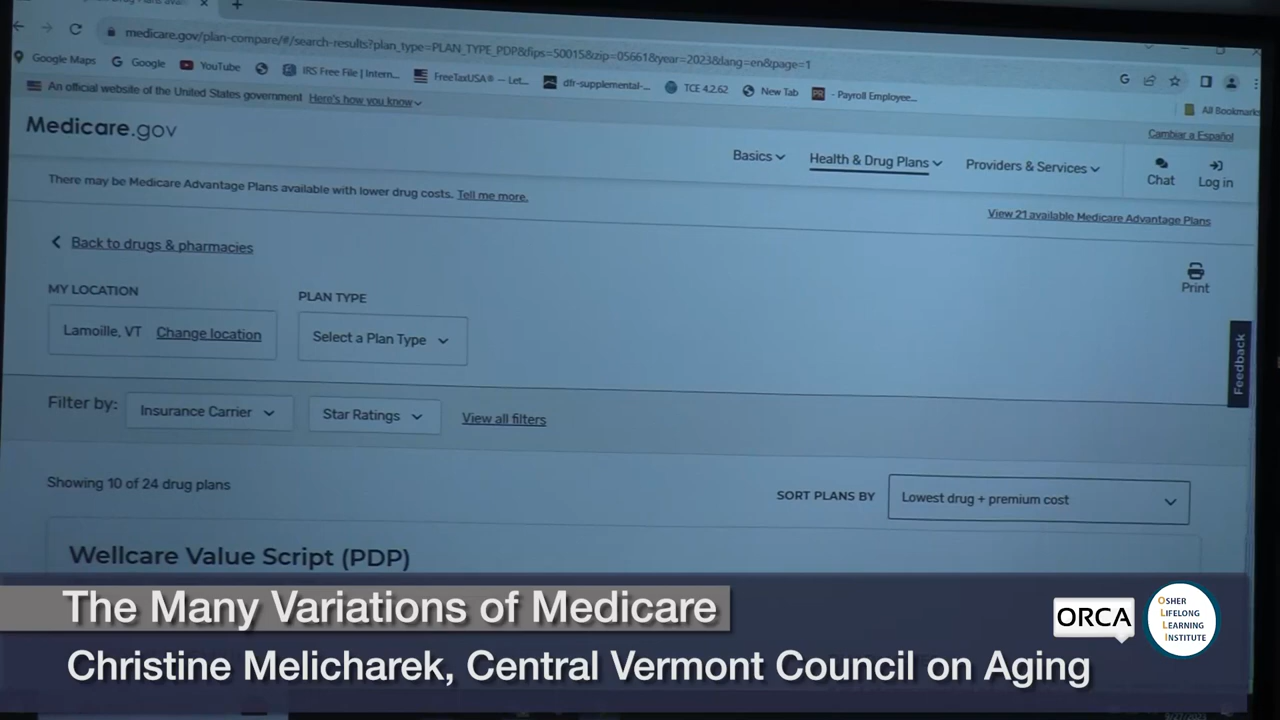 medicare.gov/plan-compare/#/search-results?plan_type=PLAN_TYPE_PDP&fips=50015&zip=05661&year=2023&lang=en&page=1
Google Maps Google YouTube IRS Free File | Intern... FreeTaxUSA® – Let... dfr-supplemental-... TCE 4.2.62 New Tab - Payroll Employee...
All Bookmarks
An official website of the United States government Here's how you know
Cambiar a Español
Medicare.gov
Basics Health & Drug Plans Providers & Services Chat Log in
There may be Medicare Advantage Plans available with lower drug costs. Tell me more.
View 21 available Medicare Advantage Plans
Back to drugs & pharmacies
Print
MY LOCATION PLAN TYPE
Lamoille, VT Change location Select a Plan Type
Feedback
Filter by: Insurance Carrier Star Ratings View all filters
Showing 10 of 24 drug plans
SORT PLANS BY Lowest drug + premium cost
Wellcare Value Script (PDP)
The Many Variations of Medicare
Christine Melicharek, Central Vermont Council on Aging
ORCA
OSHER
LIFELONG
LEARNING
INSTITUTE